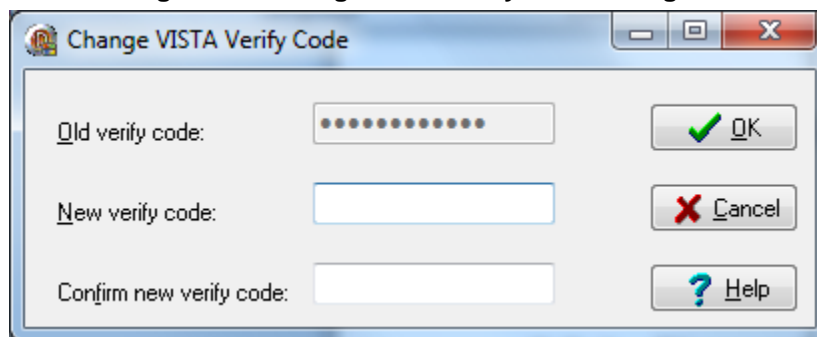 Change VISTA Verify Code
Old verify code: ●●●●●●●●●●●●
OK
New verify code:
Cancel
Confirm new verify code:
Help